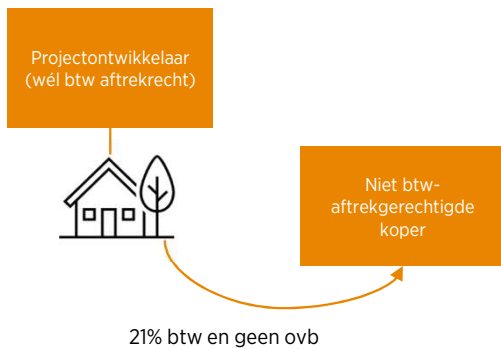 Projectontwikkelaar
(wél btw aftrekrecht)
Niet btw-
aftrekgerechtigde
koper
21% btw en geen ovb